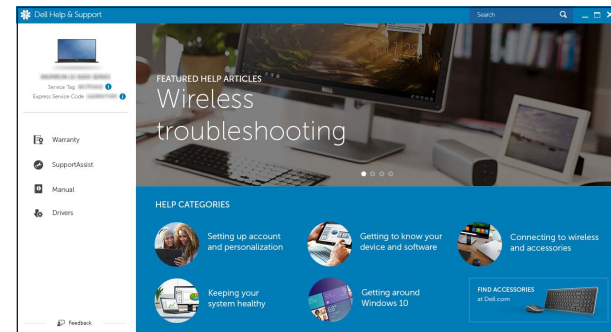 Dell Help & Support
Search
Service Tag
Express Service Code
Warranty
SupportAssist
Manual
Drivers
Feedback
FEATURED HELP ARTICLES
Wireless
troubleshooting
HELP CATEGORIES
Setting up account
and personalization
Getting to know your
device and software
Connecting to wireless
and accessories
Keeping your
system healthy
Getting around
Windows 10
FIND ACCESSORIES
at Dell.com